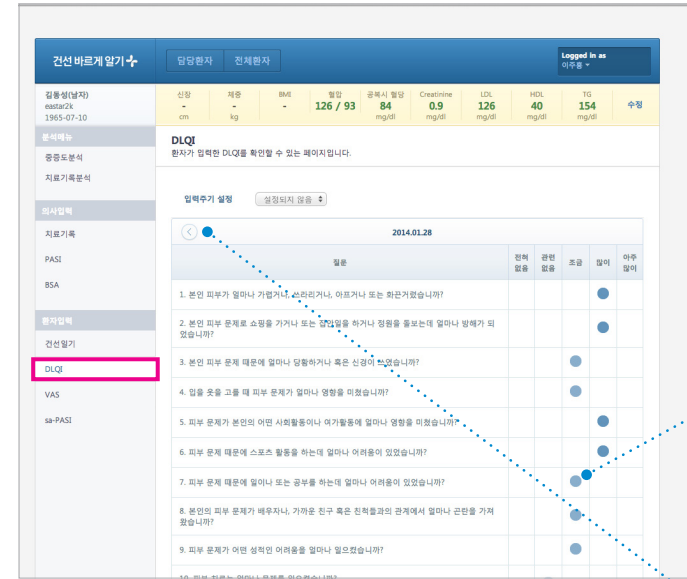 건선 바르게 알기
담당환자 전체환자
Logged in as
이주흥
김동성(남자)
eastar2k
1965-07-10
신장 체중 BMI 혈압 공복시 혈당 Creatinine LDL HDL TG
- - - 126 / 93 84 0.9 126 40 154 수정
cm kg mg/dl mg/dl mg/dl mg/dl mg/dl
분석메뉴
중증도분석
치료기록분석
의사입력
치료기록
PASI
BSA
환자입력
건선일기
DLQI
VAS
sa-PASI
DLQI
환자가 입력한 DLQI를 확인할 수 있는 페이지입니다.
입력주기 설정 설정되지 않음
2014.01.28
질문 전혀 없음 관련 없음 조금 많이 아주 많이
1. 본인 피부가 얼마나 가렵거나, 쓰라리거나, 아프거나 또는 화끈거렸습니까?
2. 본인 피부 문제로 쇼핑을 가거나 또는 집안일을 하거나 정원을 돌보는데 얼마나 방해가 되
었습니까?
3. 본인 피부 문제 때문에 얼마나 당황하거나 혹은 신경이 쓰였습니까?
4. 입을 옷을 고를 때 피부 문제가 얼마나 영향을 미쳤습니까?
5. 피부 문제가 본인의 어떤 사회활동이나 여가활동에 얼마나 영향을 미쳤습니까?
6. 피부 문제 때문에 스포츠 활동을 하는데 얼마나 어려움이 있었습니까?
7. 피부 문제 때문에 일이나 또는 공부를 하는데 얼마나 어려움이 있었습니까?
8. 본인의 피부 문제가 배우자나, 가까운 친구 혹은 친척들과의 관계에서 얼마나 곤란을 가져
왔습니까?
9. 피부 문제가 어떤 성적인 어려움을 얼마나 일으켰습니까?